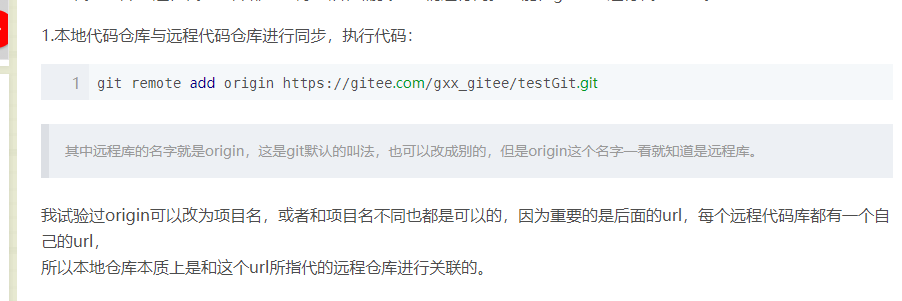 1.本地代码仓库与远程代码仓库进行同步，执行代码：
1 git remote add origin https://gitee.com/gxx_gitee/testGit.git
其中远程库的名字就是origin，这是git默认的叫法，也可以改成别的，但是origin这个名字一看就知道是远程库。
我试验过origin可以改为项目名，或者和项目名不同也都是可以的，因为重要的是后面的url，每个远程代码库都有一个自
己的url，
所以本地仓库本质上是和这个url所指代的远程仓库进行关联的。